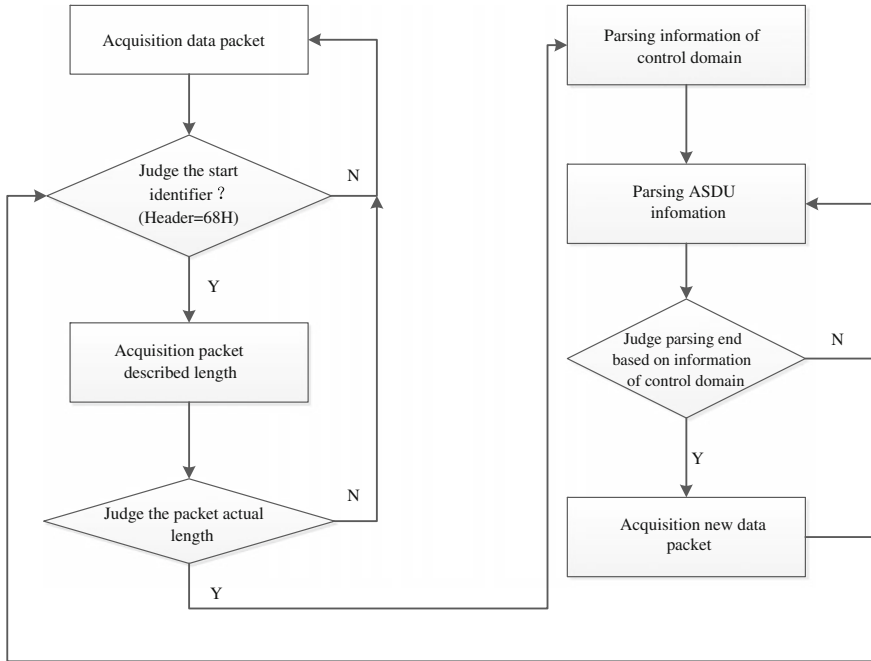 Acquisition data packet
Judge the start
identifier ?
(Header=68H)
N
Y
Acquisition packet
described length
Judge the packet actual
length
N
Y
Parsing information of
control domain
Parsing ASDU
infomation
Judge parsing end
based on information
of control domain
N
Y
Acquisition new data
packet